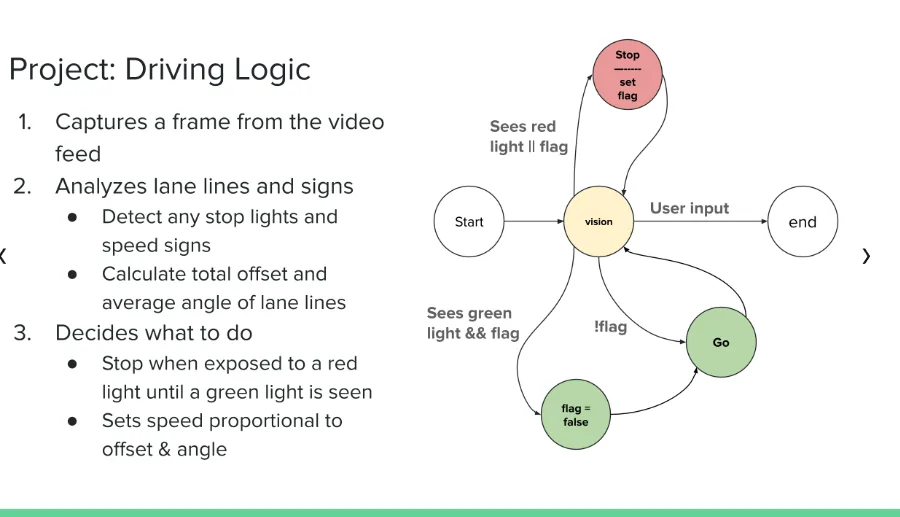 Project: Driving Logic
1. Captures a frame from the video
feed
2. Analyzes lane lines and signs
● Detect any stop lights and
speed signs
● Calculate total offset and
average angle of lane lines
3. Decides what to do
● Stop when exposed to a red
light until a green light is seen
● Sets speed proportional to
offset & angle
Stop
--------
set
flag
Sees red
light || flag
Start
vision
User input
end
Sees green
light && flag
!flag
Go
flag =
false